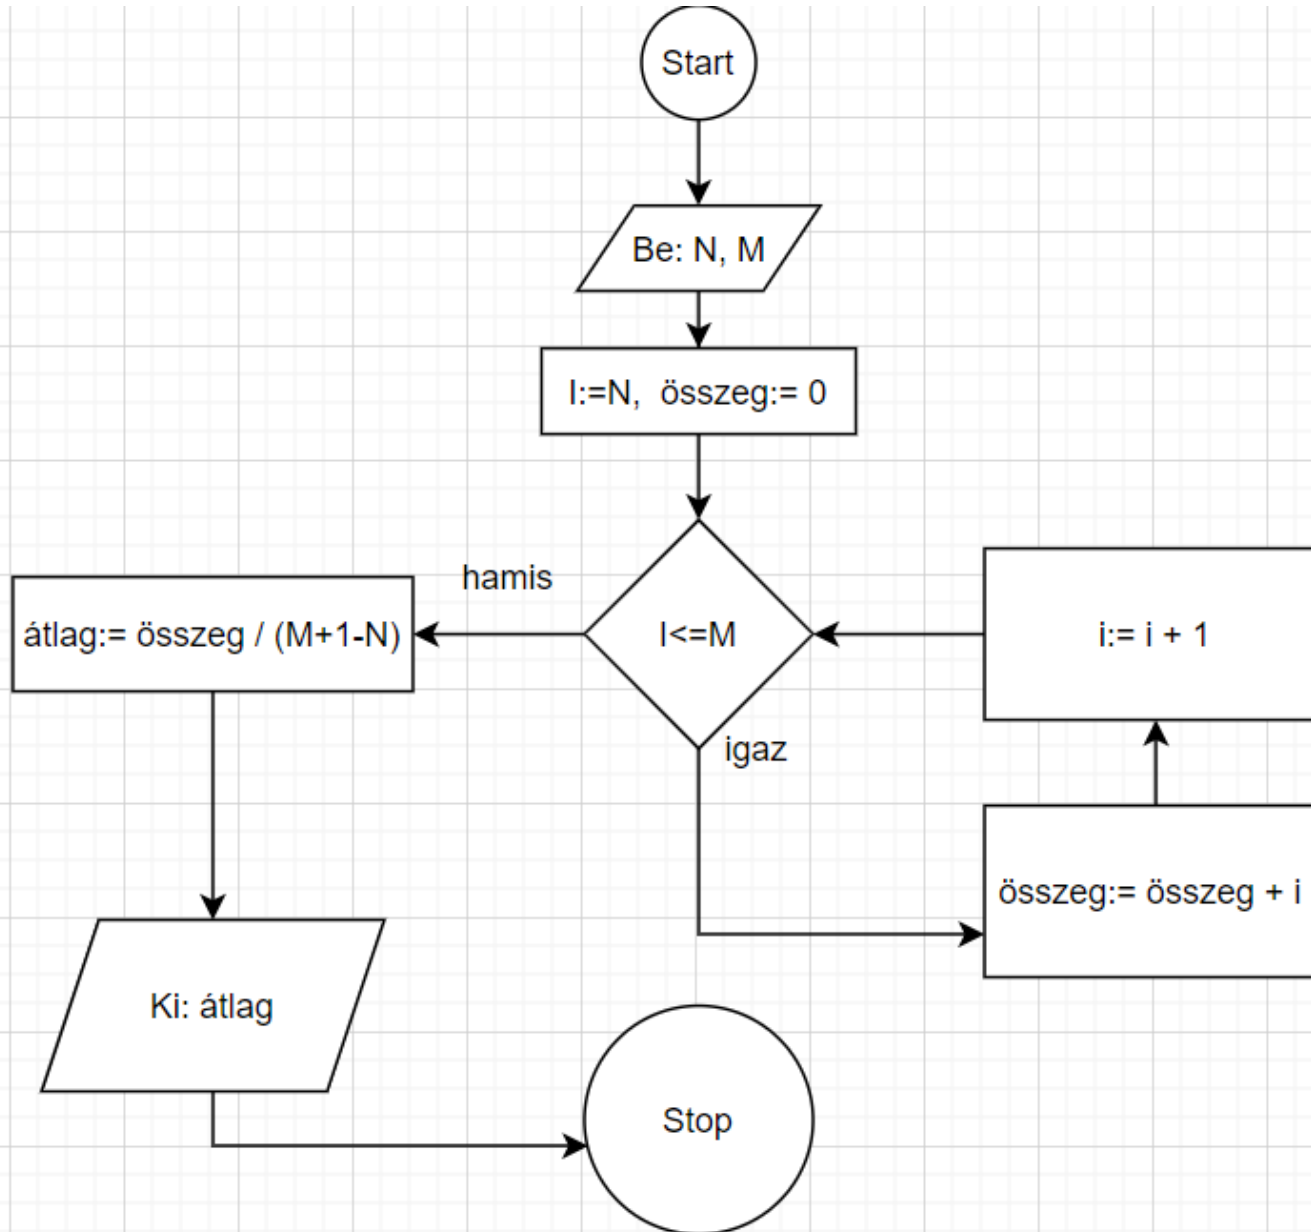 Start
Be: N, M
I:=N,  összeg:= 0
I<=M
hamis
igaz
átlag:= összeg / (M+1-N)
i:= i + 1
összeg:= összeg + i
Ki: átlag
Stop